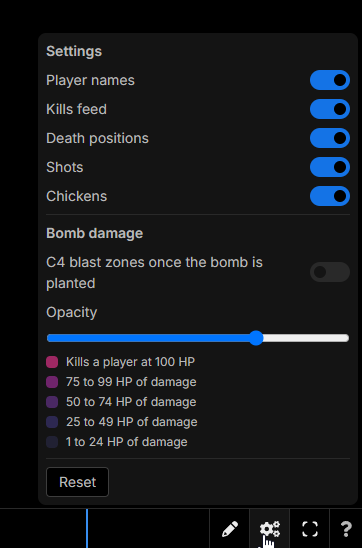 Settings
Player names
Kills feed
Death positions
Shots
Chickens
Bomb damage
C4 blast zones once the bomb is
planted
Opacity
Kills a player at 100 HP
75 to 99 HP of damage
50 to 74 HP of damage
25 to 49 HP of damage
1 to 24 HP of damage
Reset
?